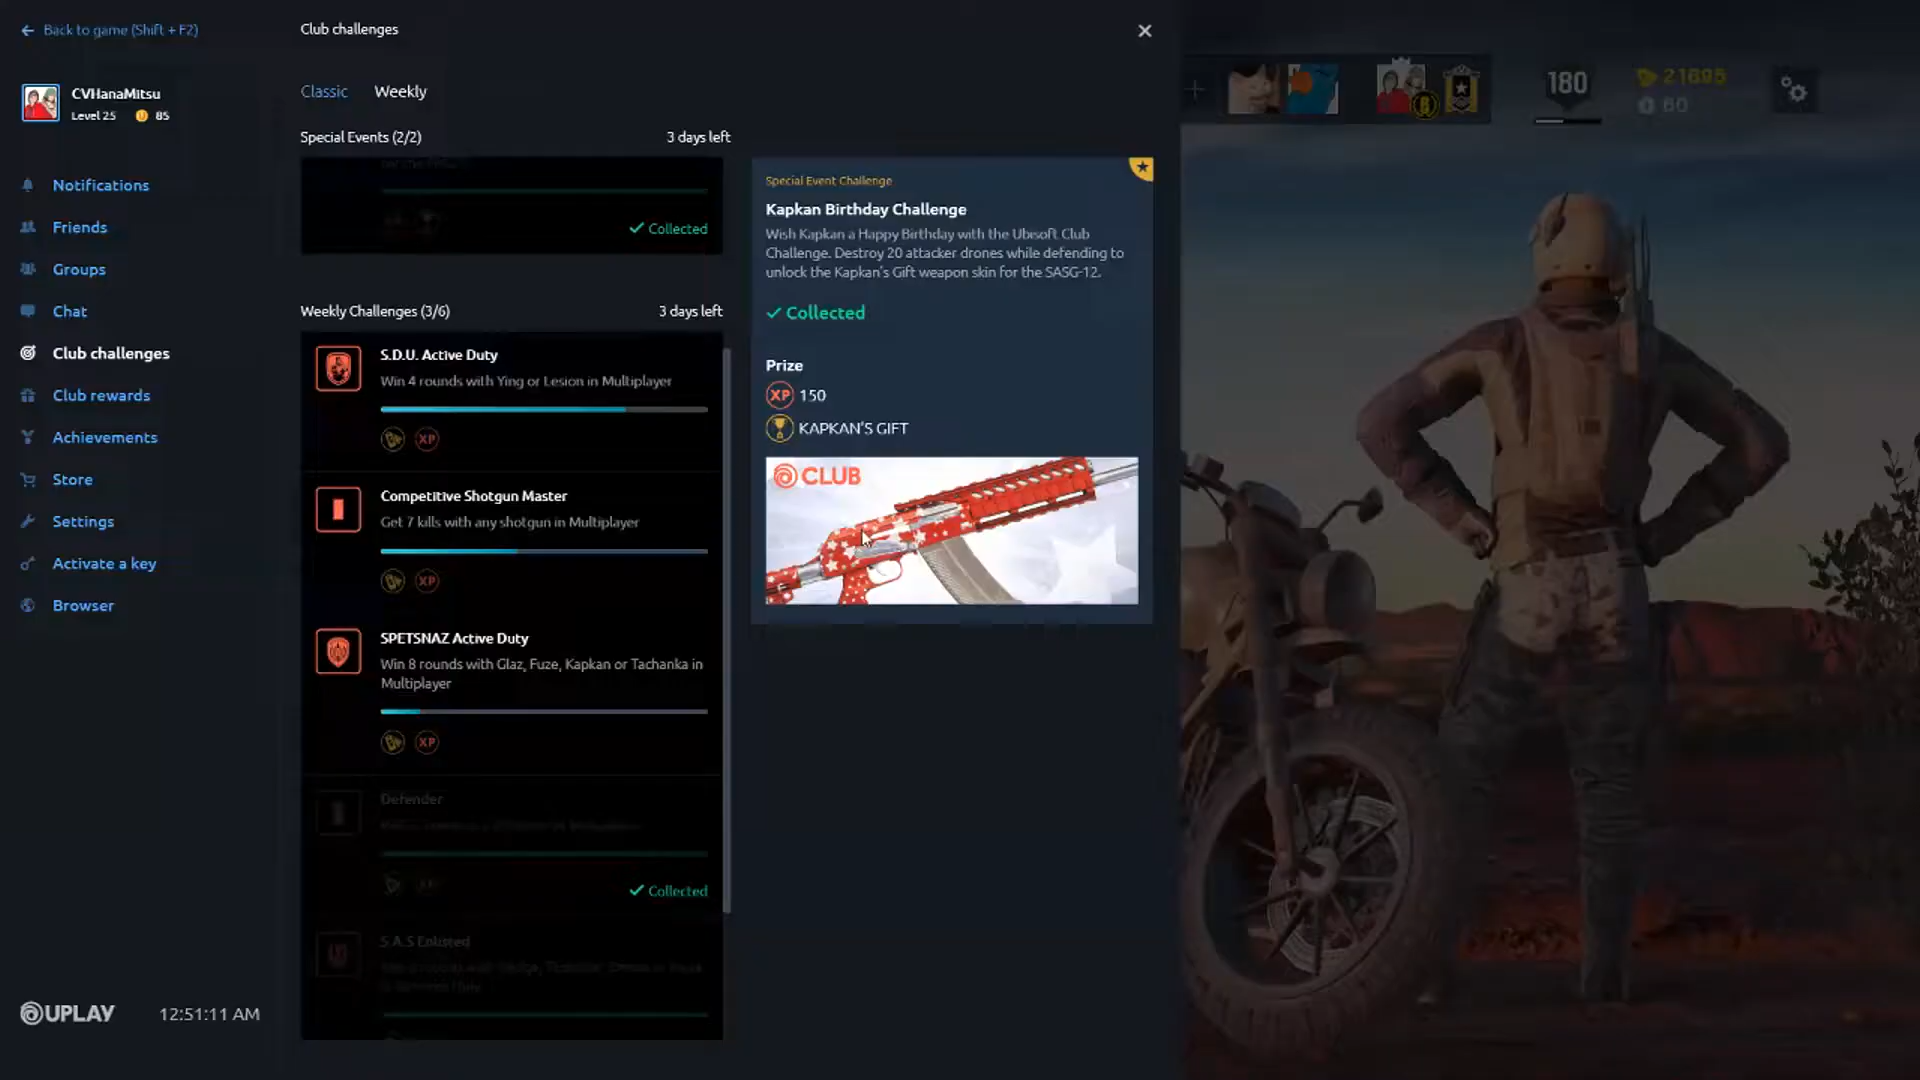 Back to game (Shift + F2)
CVHanaMitsu
Level 25 85
Notifications
Friends
Groups
Chat
Club challenges
Club rewards
Achievements
Store
Settings
Activate a key
Browser
UPLAY 12:51:11 AM
Club challenges
Classic Weekly
Special Events (2/2) 3 days left
Collected
Weekly Challenges (3/6) 3 days left
S.D.U. Active Duty
Win 4 rounds with Ying or Lesion in Multiplayer
XP
Competitive Shotgun Master
Get 7 kills with any shotgun in Multiplayer
XP
SPETSNAZ Active Duty
Win 8 rounds with Glaz, Fuze, Kapkan or Tachanka in
Multiplayer
XP
Defender
XP
Collected
S.A.S Enlisted
Special Event Challenge
Kapkan Birthday Challenge
Wish Kapkan a Happy Birthday with the Ubisoft Club
Challenge. Destroy 20 attacker drones while defending to
unlock the Kapkan's Gift weapon skin for the SASG-12.
Collected
Prize
XP 150
KAPKAN'S GIFT
CLUB
180
21695
60